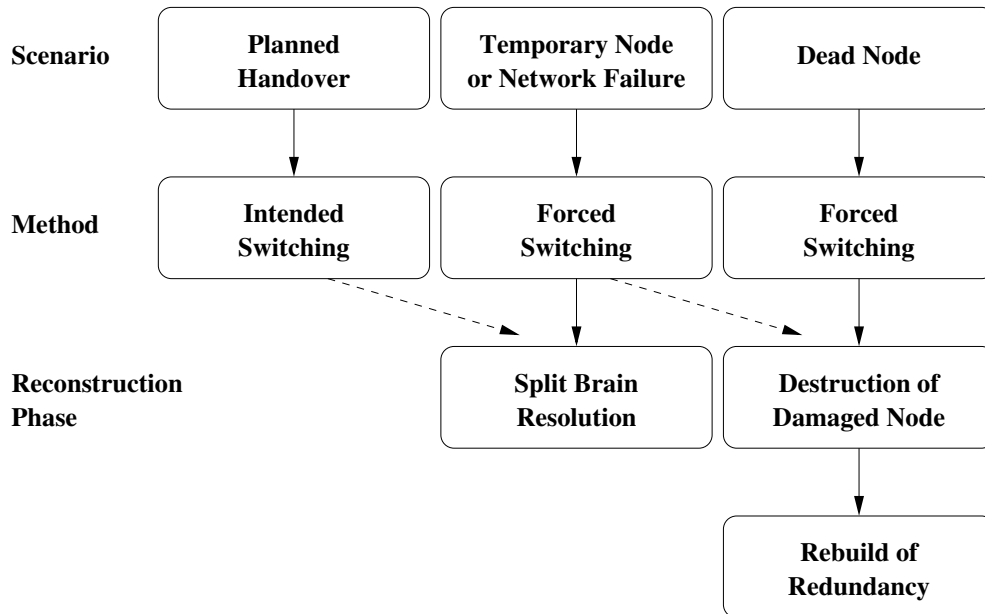 Scenario
Planned
Handover
Temporary Node
or Network Failure
Dead Node
Method
Intended
Switching
Forced
Switching
Forced
Switching
Reconstruction
Phase
Split Brain
Resolution
Destruction of
Damaged Node
Rebuild of
Redundancy